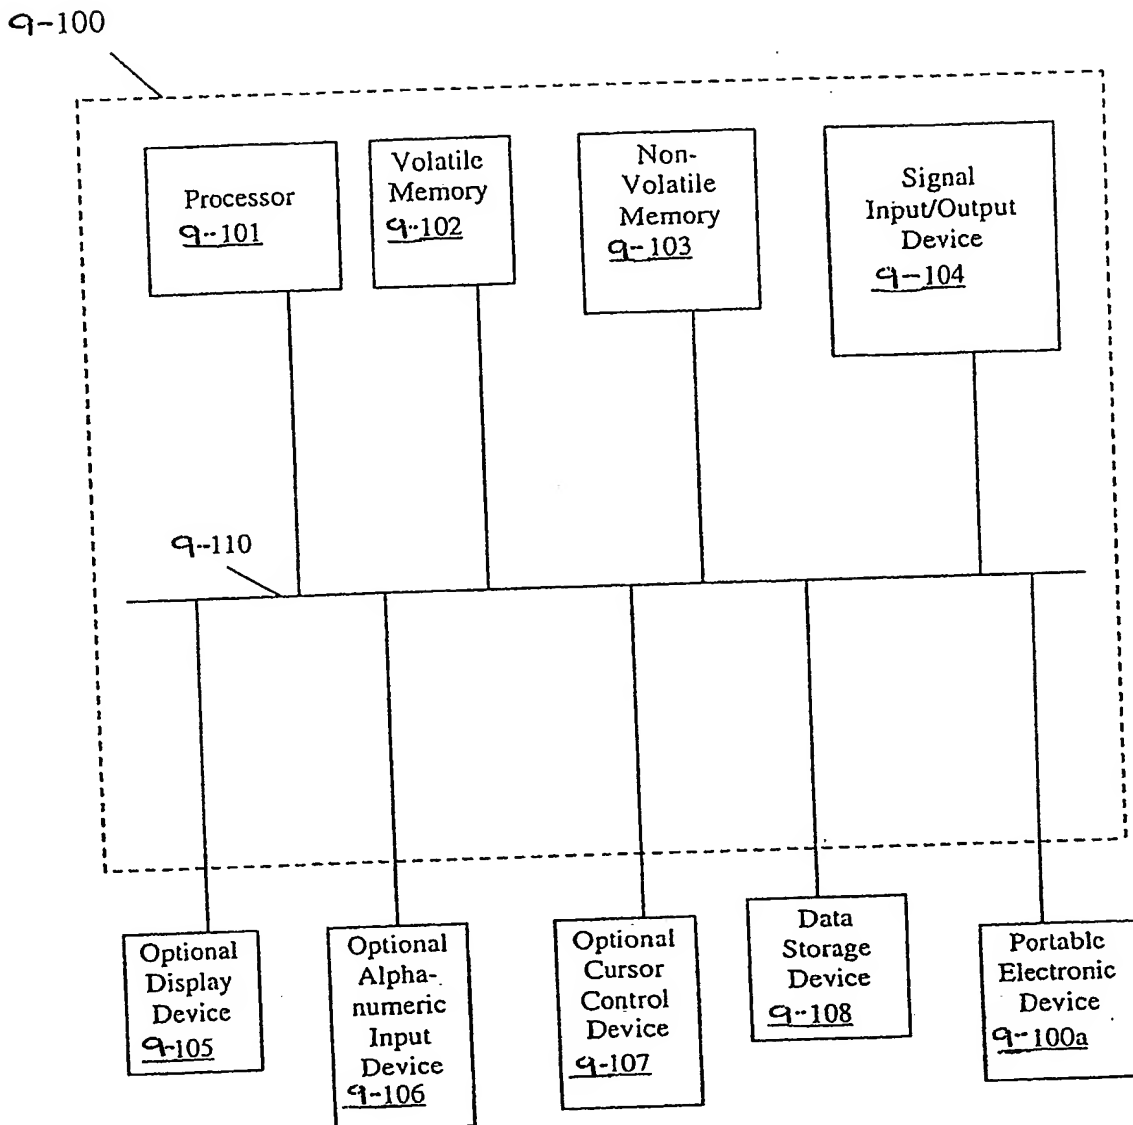 9-100
Processor
9--101
Volatile
Memory
9--102
Non-
Volatile
Memory
9-103
Signal
Input/Output
Device
9-104
9--110
Optional
Display
Device
9-105
Optional
Alpha-
numeric
Input
Device
9-106
Optional
Cursor
Control
Device
9-107
Data
Storage
Device
9--108
Portable
Electronic
Device
9-100a